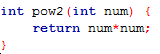 int pow2(int num) {
    return num*num;
}